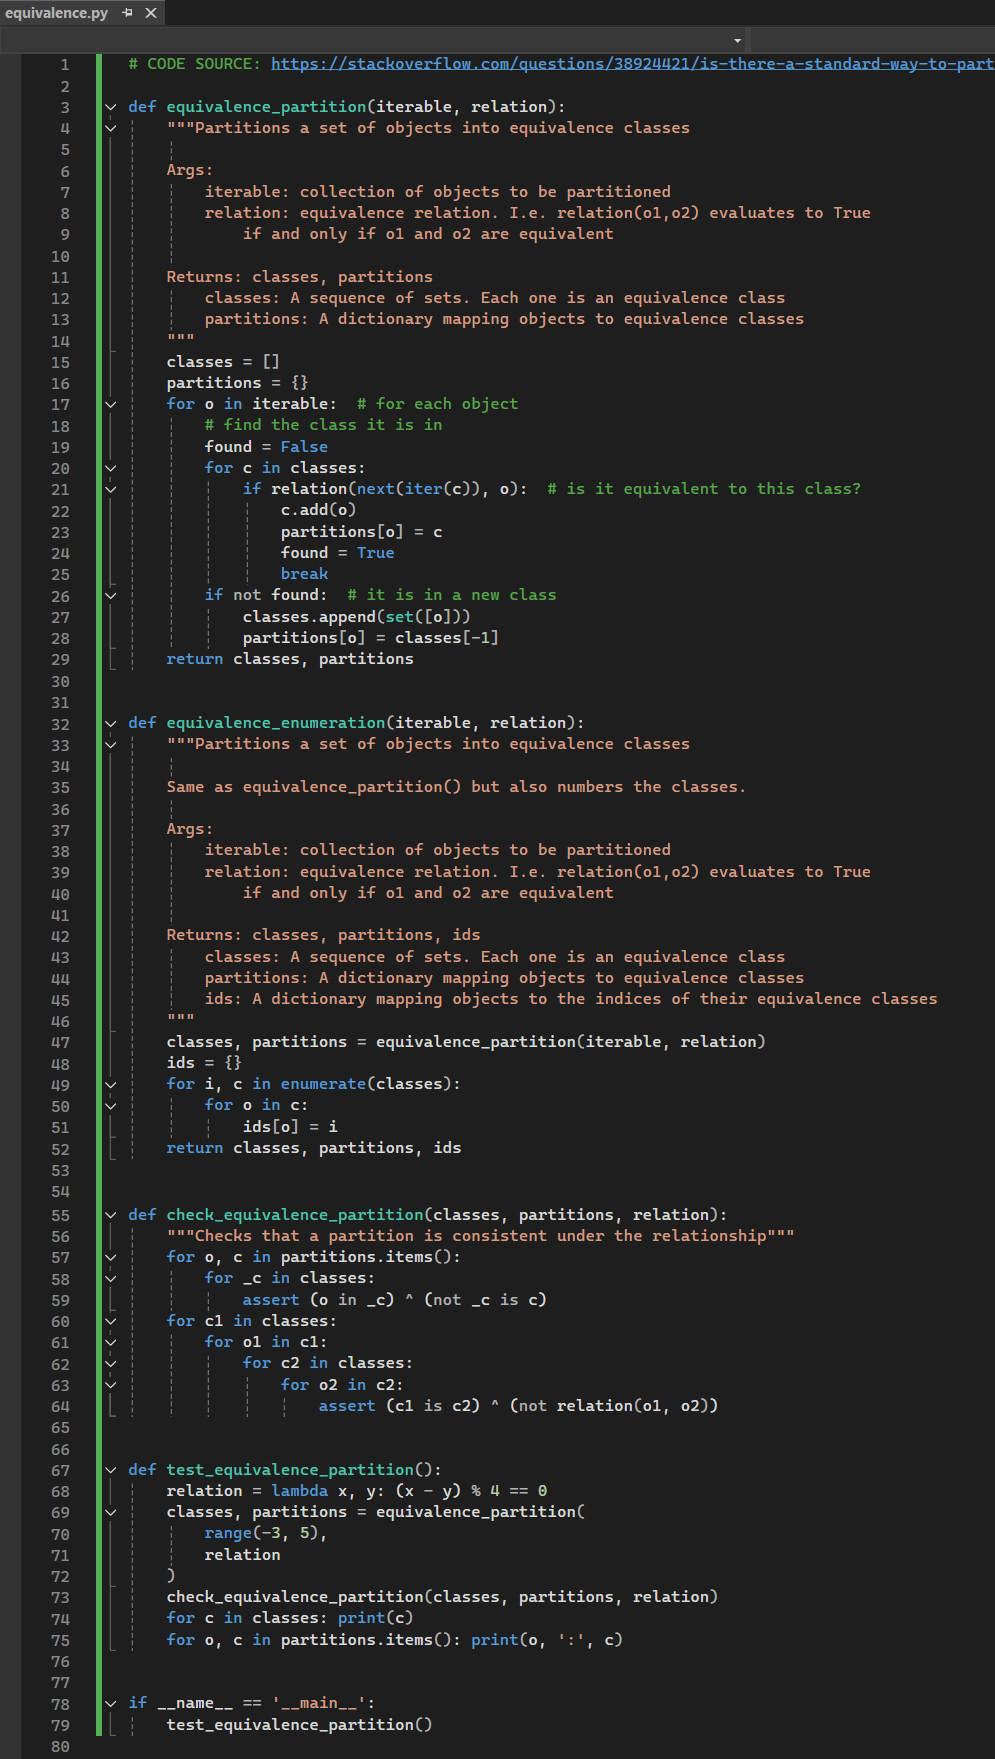 equivalence.py
1 # CODE SOURCE: https://stackoverflow.com/questions/38924421/is-there-a-standard-way-to-part
2
3 def equivalence_partition(iterable, relation):
4     """Partitions a set of objects into equivalence classes
5
6     Args:
7         iterable: collection of objects to be partitioned
8         relation: equivalence relation. I.e. relation(o1,o2) evaluates to True
9             if and only if o1 and o2 are equivalent
10
11     Returns: classes, partitions
12         classes: A sequence of sets. Each one is an equivalence class
13         partitions: A dictionary mapping objects to equivalence classes
14     """
15     classes = []
16     partitions = {}
17     for o in iterable:  # for each object
18         # find the class it is in
19         found = False
20         for c in classes:
21             if relation(next(iter(c)), o):  # is it equivalent to this class?
22                 c.add(o)
23                 partitions[o] = c
24                 found = True
25                 break
26         if not found:  # it is in a new class
27             classes.append(set([o]))
28             partitions[o] = classes[-1]
29     return classes, partitions
30
31
32 def equivalence_enumeration(iterable, relation):
33     """Partitions a set of objects into equivalence classes
34
35     Same as equivalence_partition() but also numbers the classes.
36
37     Args:
38         iterable: collection of objects to be partitioned
39         relation: equivalence relation. I.e. relation(o1,o2) evaluates to True
40             if and only if o1 and o2 are equivalent
41
42     Returns: classes, partitions, ids
43         classes: A sequence of sets. Each one is an equivalence class
44         partitions: A dictionary mapping objects to equivalence classes
45         ids: A dictionary mapping objects to the indices of their equivalence classes
46     """
47     classes, partitions = equivalence_partition(iterable, relation)
48     ids = {}
49     for i, c in enumerate(classes):
50         for o in c:
51             ids[o] = i
52     return classes, partitions, ids
53
54
55 def check_equivalence_partition(classes, partitions, relation):
56     """Checks that a partition is consistent under the relationship"""
57     for o, c in partitions.items():
58         for _c in classes:
59             assert (o in _c) ^ (not _c is c)
60     for c1 in classes:
61         for o1 in c1:
62             for c2 in classes:
63                 for o2 in c2:
64                     assert (c1 is c2) ^ (not relation(o1, o2))
65
66
67 def test_equivalence_partition():
68     relation = lambda x, y: (x - y) % 4 == 0
69     classes, partitions = equivalence_partition(
70         range(-3, 5),
71         relation
72     )
73     check_equivalence_partition(classes, partitions, relation)
74     for c in classes: print(c)
75     for o, c in partitions.items(): print(o, ':', c)
76
77
78 if __name__ == '__main__':
79     test_equivalence_partition()
80